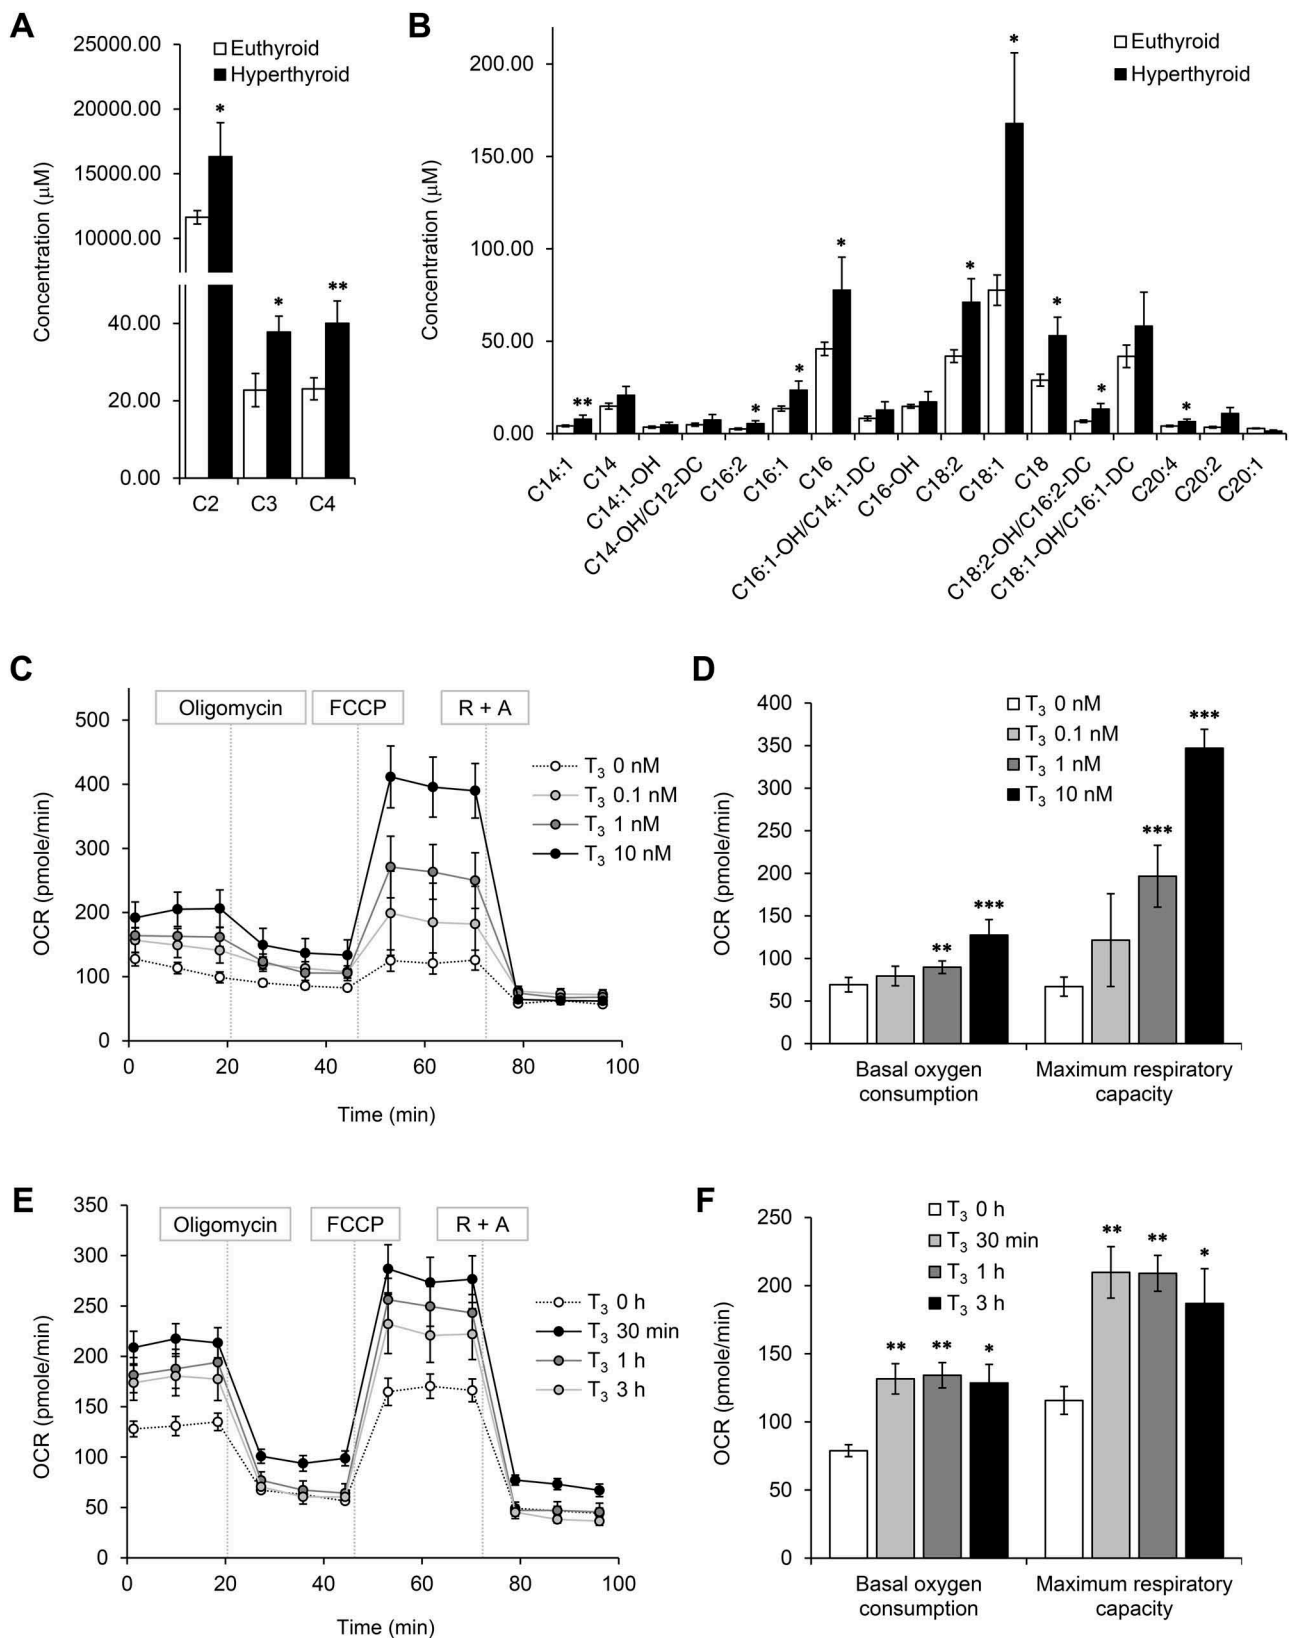 A
25000.00
20000.00
15000.00
10000.00
40.00
20.00
0.00
Concentration (μM)
Euthyroid
Hyperthyroid
*
*
**
C2
C3
C4
B
200.00
150.00
100.00
50.00
0.00
Concentration (μM)
Euthyroid
Hyperthyroid
**
*
*
*
*
*
*
*
*
C14:1
C14
C14:1-OH
C14-OH/C12-DC
C16:2
C16:1
C16
C16:1-OH/C14:1-DC
C16-OH
C18:2
C18:1
C18
C18:2-OH/C16:2-DC
C18:1-OH/C16:1-DC
C20:4
C20:2
C20:1
C
500
400
300
200
100
0
OCR (pmole/min)
Oligomycin
FCCP
R + A
T3 0 nM
T3 0.1 nM
T3 1 nM
T3 10 nM
0
20
40
60
80
100
Time (min)
D
400
350
300
250
200
150
100
50
0
OCR (pmole/min)
T3 0 nM
T3 0.1 nM
T3 1 nM
T3 10 nM
**
***
***
***
Basal oxygen
consumption
Maximum respiratory
capacity
E
350
300
250
200
150
100
50
0
OCR (pmole/min)
Oligomycin
FCCP
R + A
T3 0 h
T3 30 min
T3 1 h
T3 3 h
0
20
40
60
80
100
Time (min)
F
250
200
150
100
50
0
OCR (pmole/min)
T3 0 h
T3 30 min
T3 1 h
T3 3 h
**
**
*
**
**
*
Basal oxygen
consumption
Maximum respiratory
capacity